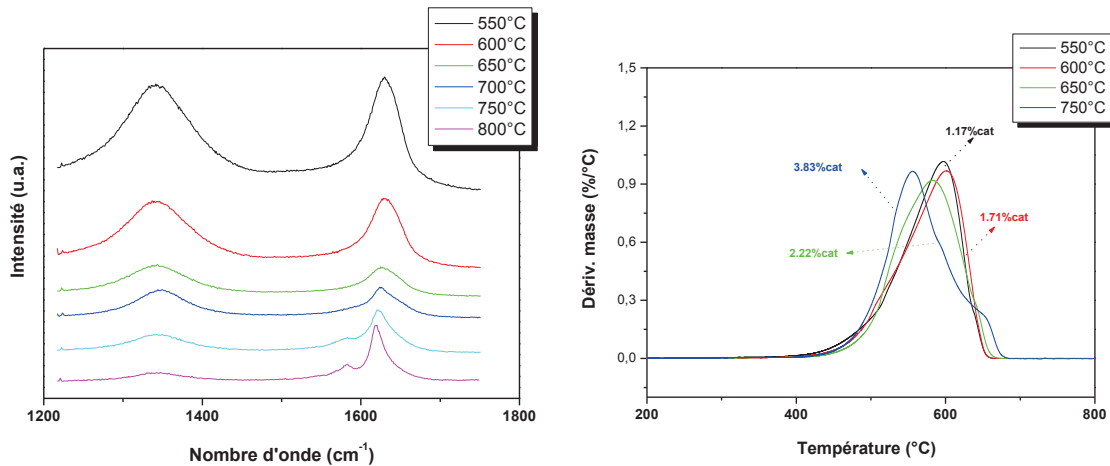 550°C
600°C
650°C
700°C
750°C
800°C
Intensité (u.a.)
1200
1400
1600
1800
Nombre d'onde (cm⁻¹)
550°C
600°C
650°C
750°C
1,5
1,2
0,9
0,6
0,3
0,0
Dériv. masse (%/°C)
1.17%cat
3.83%cat
1.71%cat
2.22%cat
200
400
600
800
Température (°C)